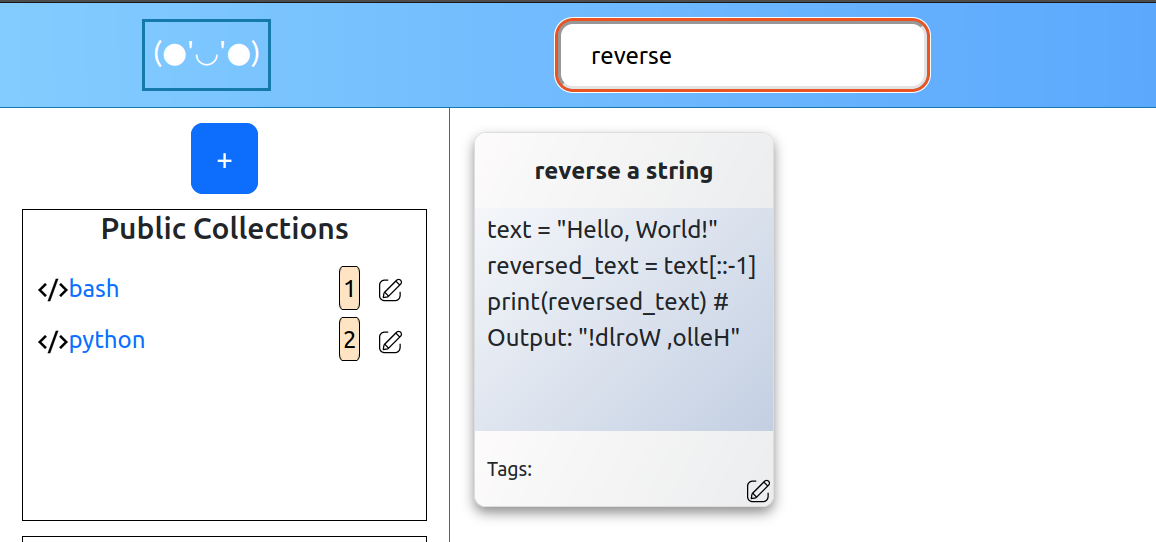 (●'◡'●)
reverse
+
Public Collections
</>bash 1
</>python 2
reverse a string
text = "Hello, World!"
reversed_text = text[::-1]
print(reversed_text) #
Output: "!dlroW ,olleH"
Tags: